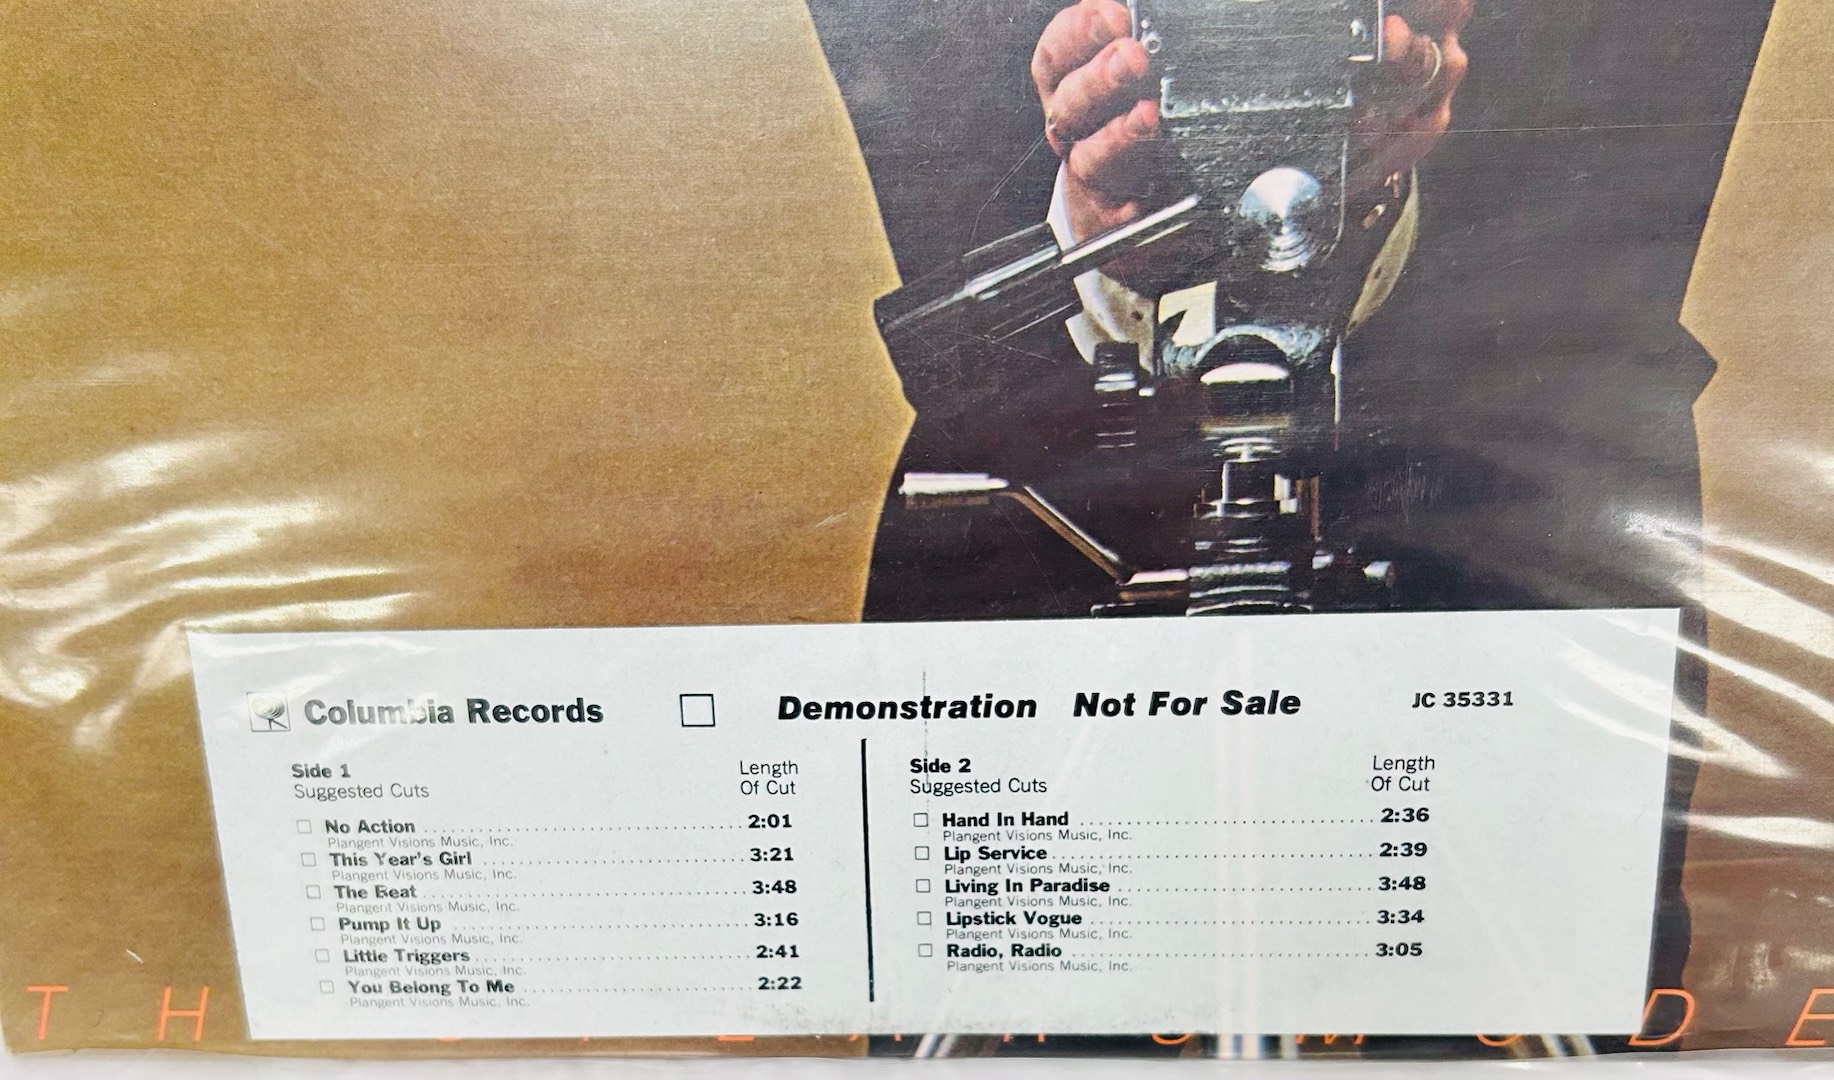 Columbia Records Demonstration Not For Sale JC 35331
Side 1 Length
Suggested Cuts Of Cut
No Action 2:01
Plangent Visions Music, Inc.
This Year's Girl 3:21
Plangent Visions Music, Inc.
The Beat 3:48
Plangent Visions Music, Inc.
Pump It Up 3:16
Plangent Visions Music, Inc.
Little Triggers 2:41
Plangent Visions Music, Inc.
You Belong To Me 2:22
Plangent Visions Music, Inc.
Side 2 Length
Suggested Cuts Of Cut
Hand In Hand 2:36
Plangent Visions Music, Inc.
Lip Service 2:39
Plangent Visions Music, Inc.
Living In Paradise 3:48
Plangent Visions Music, Inc.
Lipstick Vogue 3:34
Plangent Visions Music, Inc.
Radio, Radio 3:05
Plangent Visions Music, Inc.